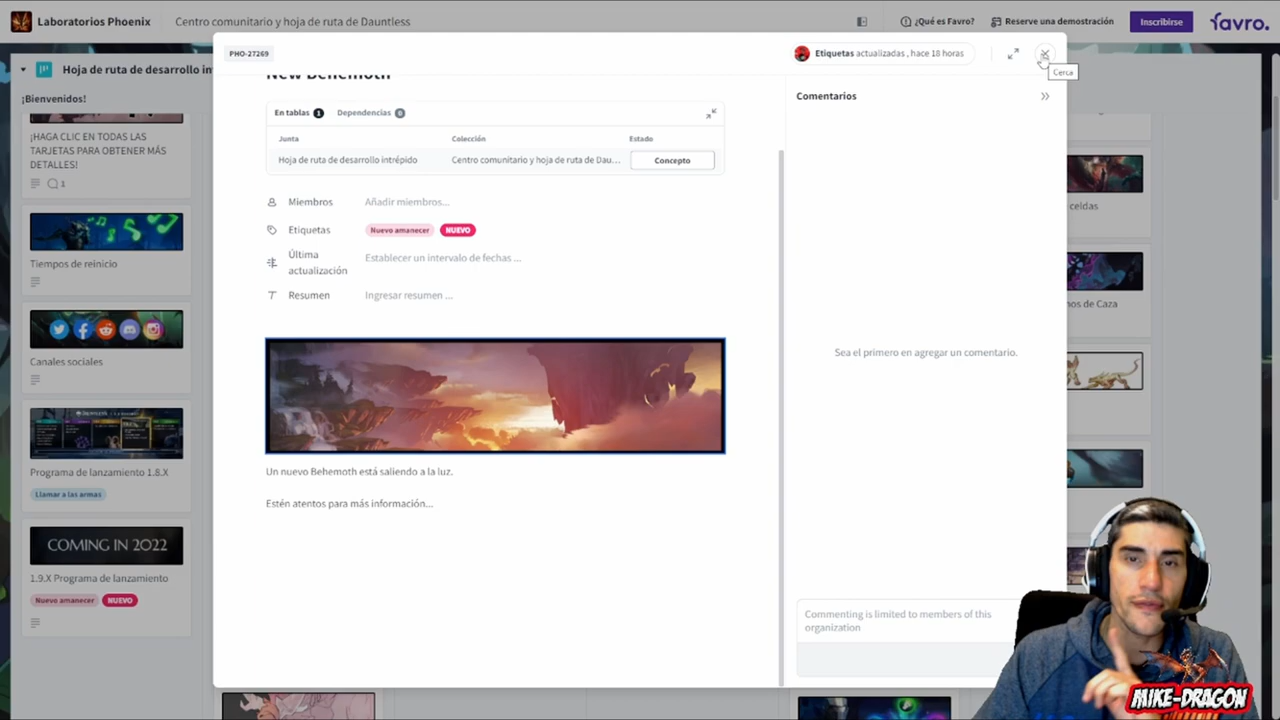 Laboratorios Phoenix
Centro comunitario y hoja de ruta de Dauntless
¿Qué es Favro?
Reserve una demostración
Inscribirse
favro.
Hoja de ruta de desarrollo in
¡Bienvenidos!
¡HAGA CLIC EN TODAS LAS
TARJETAS PARA OBTENER MÁS
DETALLES!
1
Tiempos de reinicio
Canales sociales
Programa de lanzamiento 1.8.X
Llamar a las armas
COMING IN 2022
1.9.X Programa de lanzamiento
Nuevo amanecer
NUEVO
PHO-27269
Etiquetas actualizadas , hace 18 horas
Cerca
New Behemoth
En tablas 1
Dependencias 0
Junta
Colección
Estado
Hoja de ruta de desarrollo intrépido
Centro comunitario y hoja de ruta de Dau...
Concepto
Miembros
Añadir miembros...
Etiquetas
Nuevo amanecer
NUEVO
Última
actualización
Establecer un intervalo de fechas ...
Resumen
Ingresar resumen ...
Un nuevo Behemoth está saliendo a la luz.
Estén atentos para más información...
Comentarios
Sea el primero en agregar un comentario.
Commenting is limited to members of this
organization
celdas
os de Caza
MIKE-DRAGON